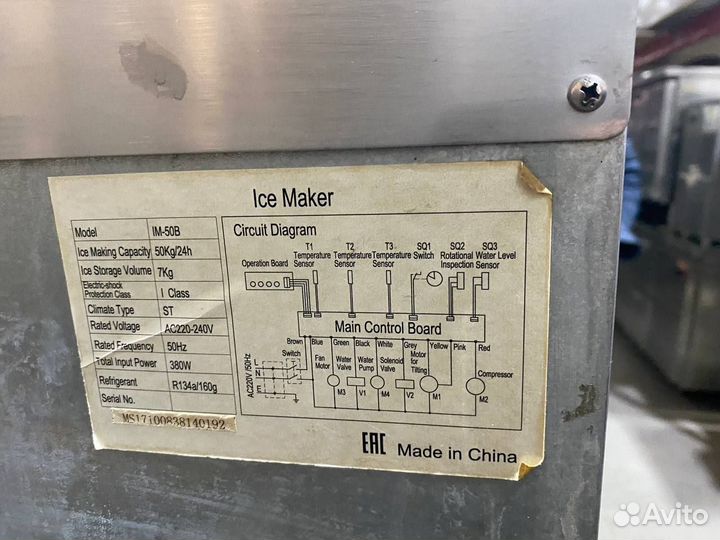 Ice Maker
Model IM-50B
Ice Making Capacity 50Kg/24h
Ice Storage Volume 7Kg
Electric-shock Protection Class I Class
Climate Type ST
Rated Voltage AC220-240V
Rated Frequency 50Hz
Total Input Power 380W
Refrigerant R134a/160g
Serial No.
MS17100838140192
Circuit Diagram
T1 T2 T3 SQ1 SQ2 SQ3
Operation Board Temperature Sensor Temperature Sensor Temperature Sensor Switch Rotational Inspection Water Level Sensor
Main Control Board
Brown Blue Green Black White Grey Yellow Pink Red
Switch Fan Motor Water Valve Water Pump Solenoid Valve Motor for Tilting Compressor
AC220V/50Hz
L
N
E
M3 V1 M4 V2 M1 M2
EAC Made in China
Avito